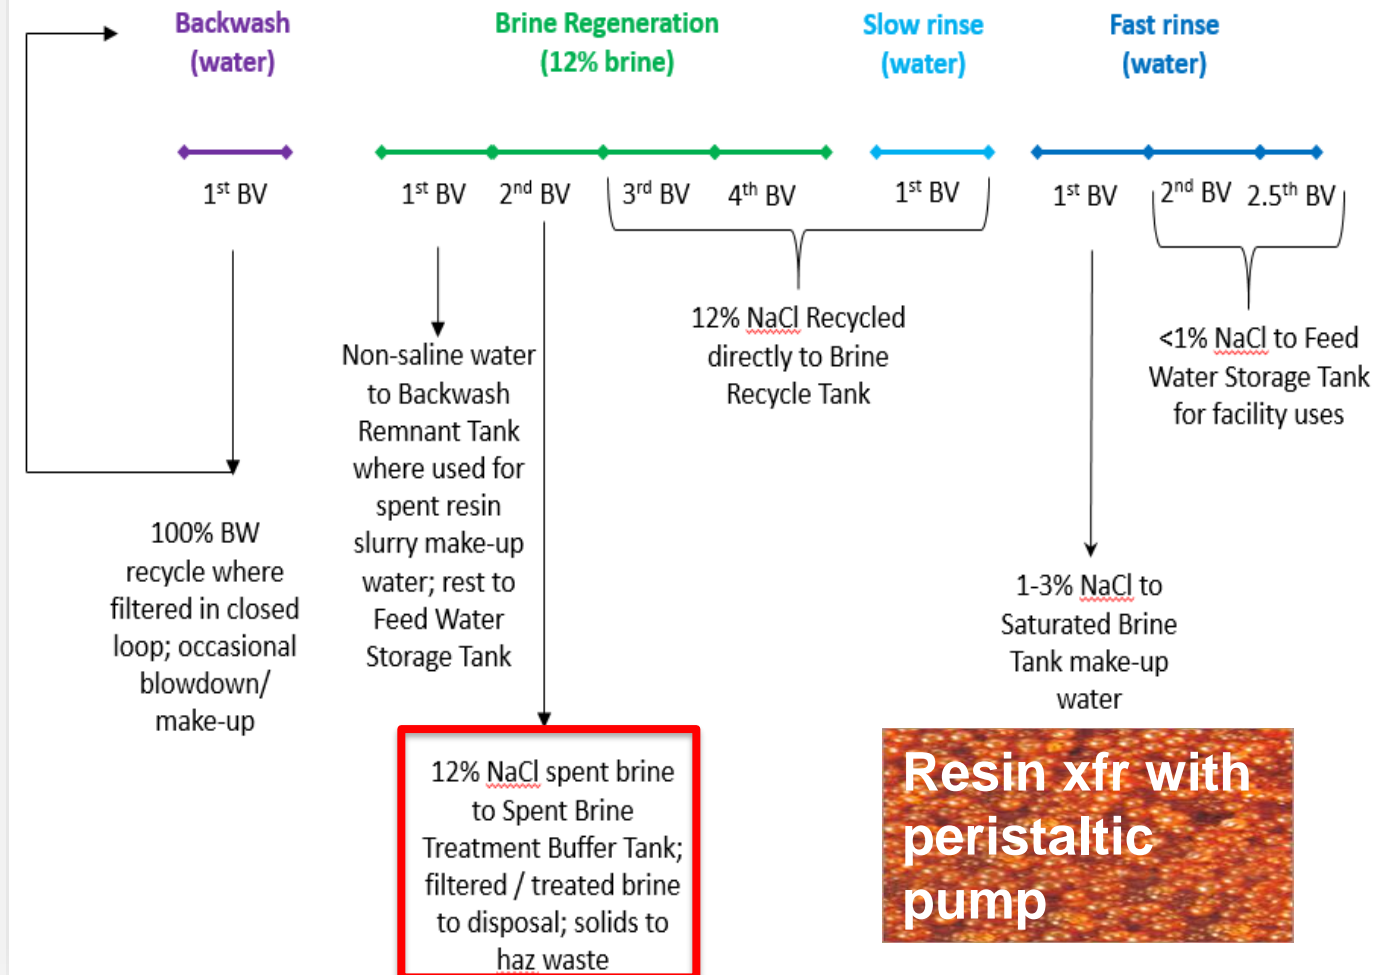 Backwash
(water)
Brine Regeneration
(12% brine)
Slow rinse
(water)
Fast rinse
(water)
1st BV
1st BV
2nd BV
3rd BV
4th BV
1st BV
1st BV
2nd BV
2.5th BV
100% BW
recycle where
filtered in closed
loop; occasional
blowdown/
make-up
Non-saline water
to Backwash
Remnant Tank
where used for
spent resin
slurry make-up
water; rest to
Feed Water
Storage Tank
12% NaCl spent brine
to Spent Brine
Treatment Buffer Tank;
filtered / treated brine
to disposal; solids to
haz waste
12% NaCl Recycled
directly to Brine
Recycle Tank
1-3% NaCl to
Saturated Brine
Tank make-up
water
<1% NaCl to Feed
Water Storage Tank
for facility uses
Resin xfr with
peristaltic
pump